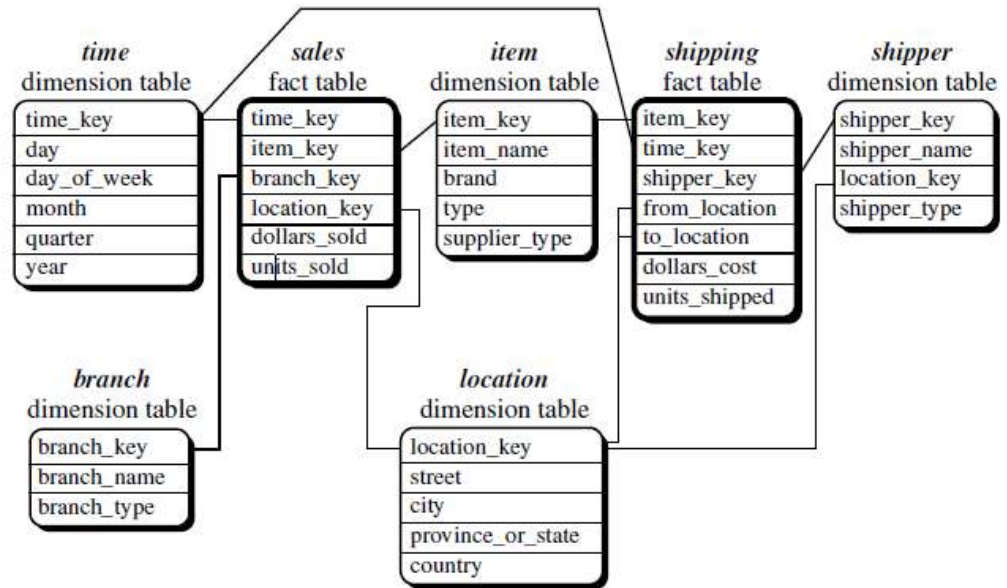 time
dimension table
time_key
day
day_of_week
month
quarter
year
sales
fact table
time_key
item_key
branch_key
location_key
dollars_sold
units_sold
item
dimension table
item_key
item_name
brand
type
supplier_type
shipping
fact table
item_key
time_key
shipper_key
from_location
to_location
dollars_cost
units_shipped
shipper
dimension table
shipper_key
shipper_name
location_key
shipper_type
branch
dimension table
branch_key
branch_name
branch_type
location
dimension table
location_key
street
city
province_or_state
country